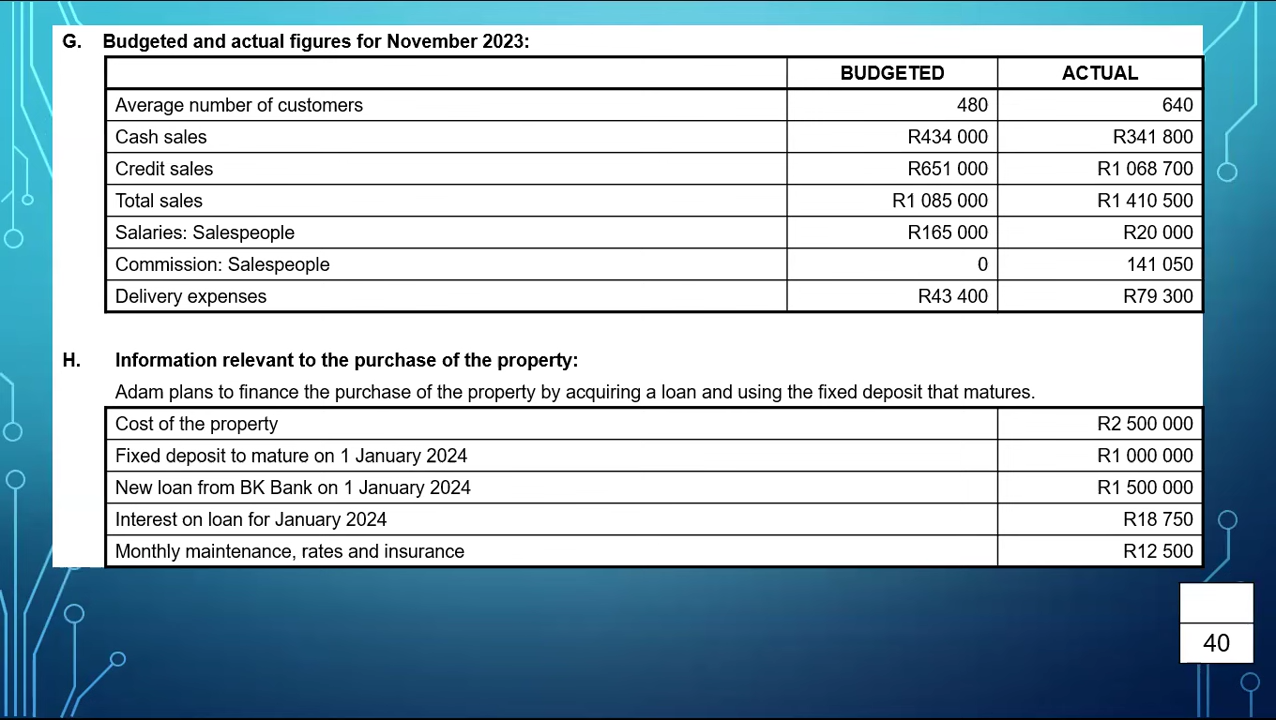 G. Budgeted and actual figures for November 2023:
BUDGETED ACTUAL
Average number of customers 480 640
Cash sales R434 000 R341 800
Credit sales R651 000 R1 068 700
Total sales R1 085 000 R1 410 500
Salaries: Salespeople R165 000 R20 000
Commission: Salespeople 0 141 050
Delivery expenses R43 400 R79 300
H. Information relevant to the purchase of the property:
Adam plans to finance the purchase of the property by acquiring a loan and using the fixed deposit that matures.
Cost of the property R2 500 000
Fixed deposit to mature on 1 January 2024 R1 000 000
New loan from BK Bank on 1 January 2024 R1 500 000
Interest on loan for January 2024 R18 750
Monthly maintenance, rates and insurance R12 500
40